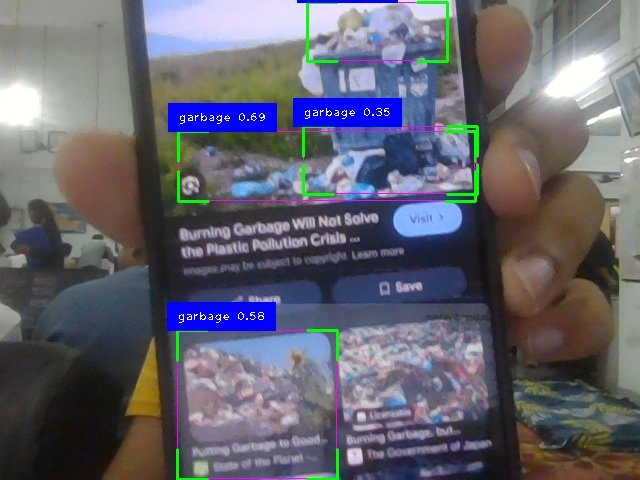 garbage 0.69
garbage 0.35
Burning Garbage Will Not Solve
the Plastic Pollution Crisis ...
Visit >
Images may be subject to copyright Learn more
Share
Save
garbage 0.58
Licensable
Putting Garbage to Good...
State of the Planet -...
Burning Garbage, but...
The Government of Japan